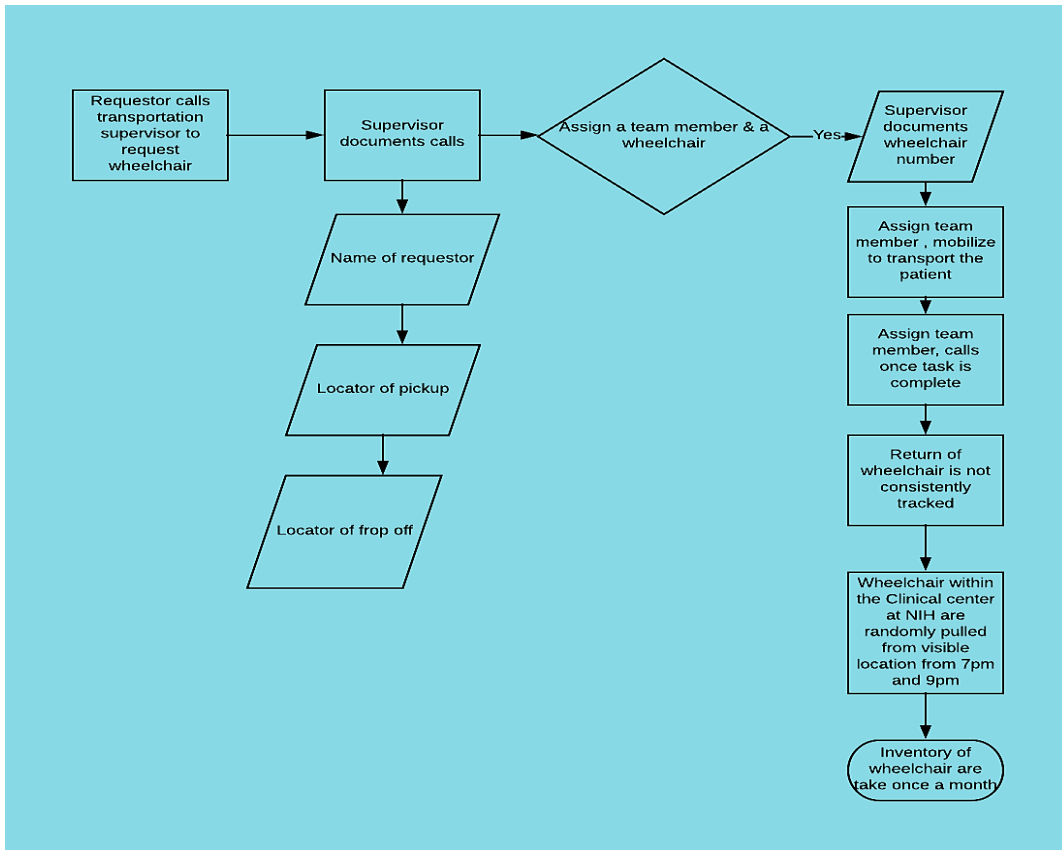 Requestor calls
transportation
supervisor to
request
wheelchair
Supervisor
documents calls
Assign a team member & a
wheelchair
Yes
Supervisor
documents
wheelchair
number
Name of requestor
Locator of pickup
Locator of frop off
Assign team
member , mobilize
to transport the
patient
Assign team
member, calls
once task is
complete
Return of
wheelchair is not
consistently
tracked
Wheelchair within
the Clinical center
at NIH are
randomly pulled
from visible
location from 7pm
and 9pm
Inventory of
wheelchair are
take once a month